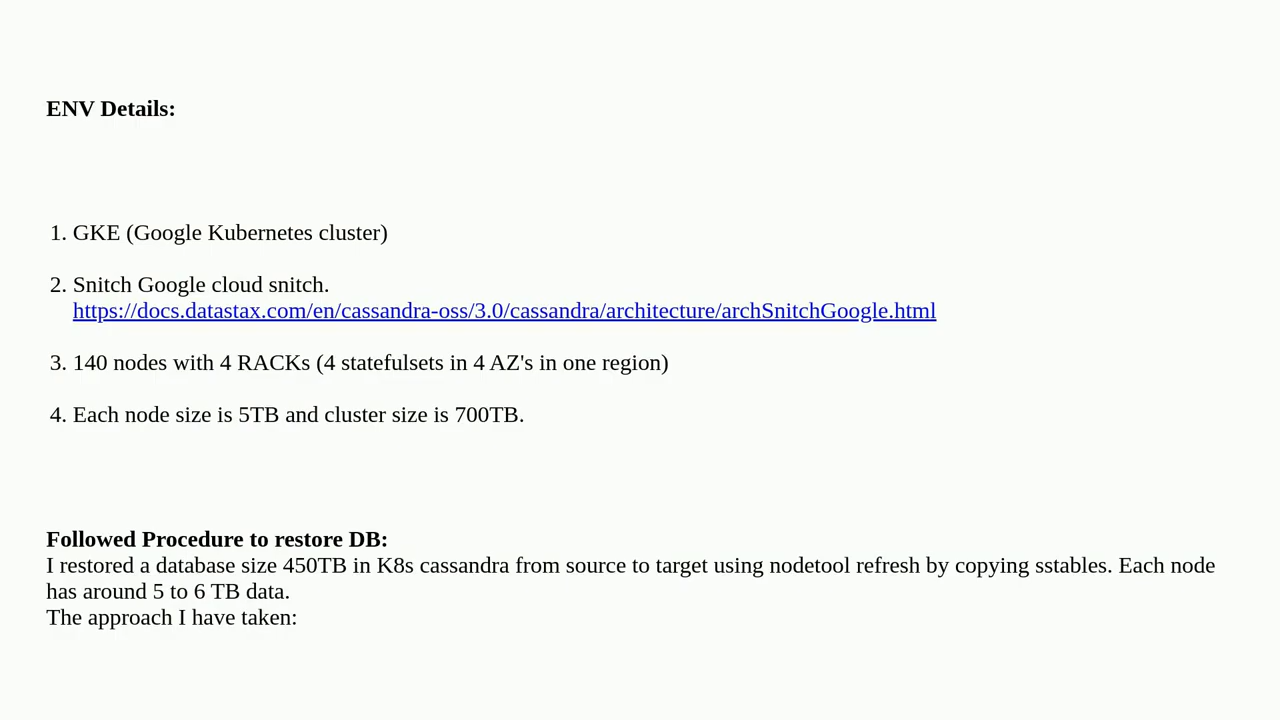 ENV Details:
1. GKE (Google Kubernetes cluster)
2. Snitch Google cloud snitch.
https://docs.datastax.com/en/cassandra-oss/3.0/cassandra/architecture/archSnitchGoogle.html
3. 140 nodes with 4 RACKs (4 statefulsets in 4 AZ's in one region)
4. Each node size is 5TB and cluster size is 700TB.
Followed Procedure to restore DB:
I restored a database size 450TB in K8s cassandra from source to target using nodetool refresh by copying sstables. Each node
has around 5 to 6 TB data.
The approach I have taken: